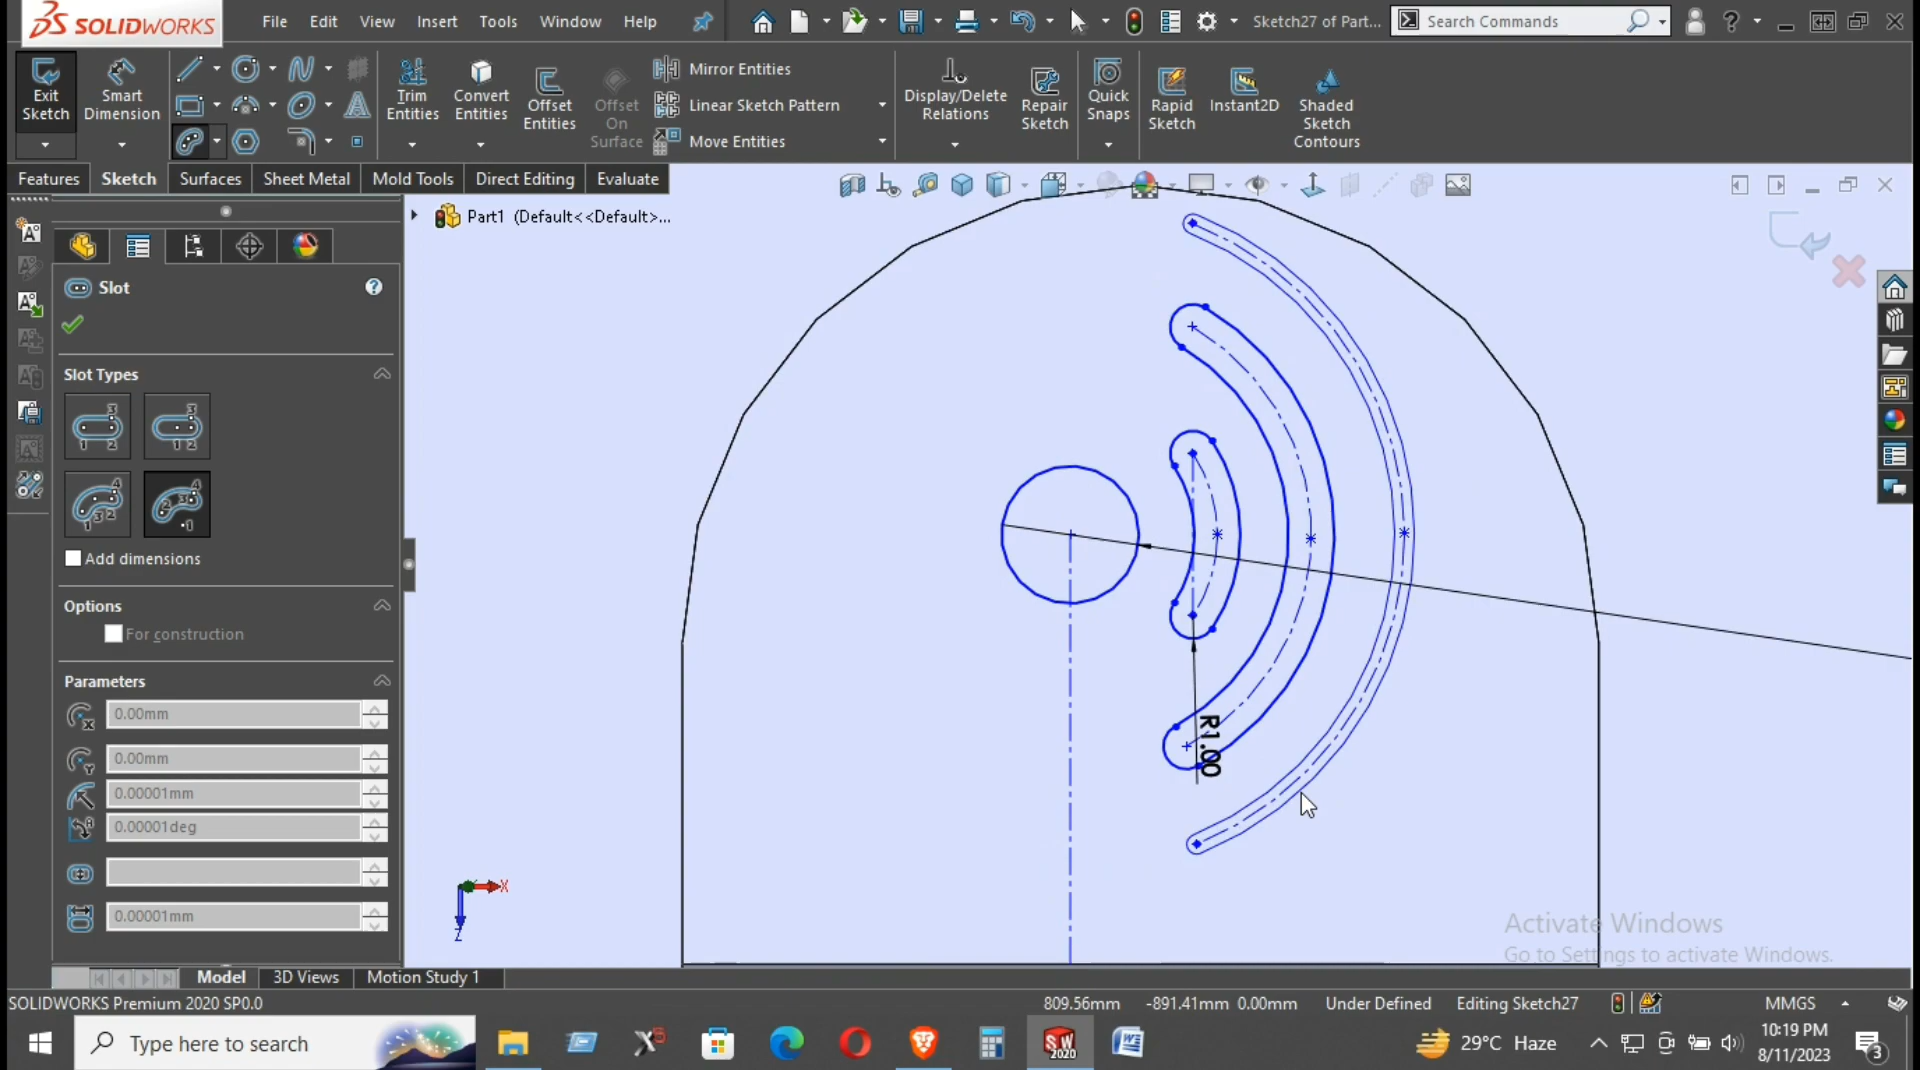 SOLIDWORKS
File Edit View Insert Tools Window Help
Sketch27 of Part...
Search Commands
Exit Sketch
Smart Dimension
Trim Entities
Convert Entities
Offset Entities
Offset On Surface
Mirror Entities
Linear Sketch Pattern
Move Entities
Display/Delete Relations
Repair Sketch
Quick Snaps
Rapid Sketch
Instant2D
Shaded Sketch Contours
Features Sketch Surfaces Sheet Metal Mold Tools Direct Editing Evaluate
Part1 (Default<<Default>...
Slot
Slot Types
Add dimensions
Options
For construction
Parameters
0.00mm
0.00mm
0.00001mm
0.00001deg
0.00001mm
R1.00
X
Z
Activate Windows
Go to Settings to activate Windows.
Model 3D Views Motion Study 1
SOLIDWORKS Premium 2020 SP0.0
809.56mm -891.41mm 0.00mm Under Defined Editing Sketch27 MMGS
Type here to search
SW 2020
29°C Haze
10:19 PM
8/11/2023
3